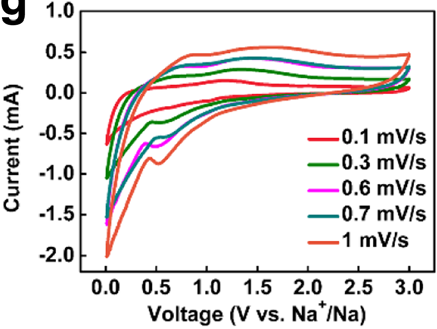 g
1.0
0.5
0.0
-0.5
-1.0
-1.5
-2.0
Current (mA)
0.1 mV/s
0.3 mV/s
0.6 mV/s
0.7 mV/s
1 mV/s
0.0 0.5 1.0 1.5 2.0 2.5 3.0
Voltage (V vs. Na⁺/Na)